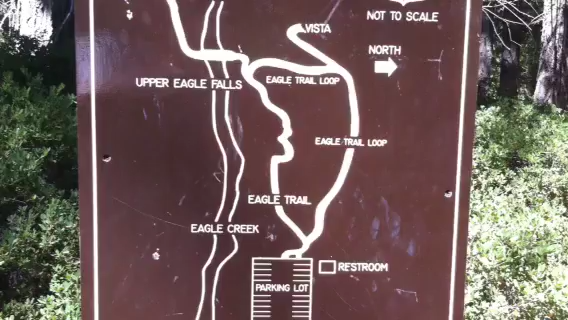 NOT TO SCALE
VISTA
NORTH
UPPER EAGLE FALLS
EAGLE TRAIL LOOP
EAGLE TRAIL LOOP
EAGLE TRAIL
EAGLE CREEK
RESTROOM
PARKING LOT